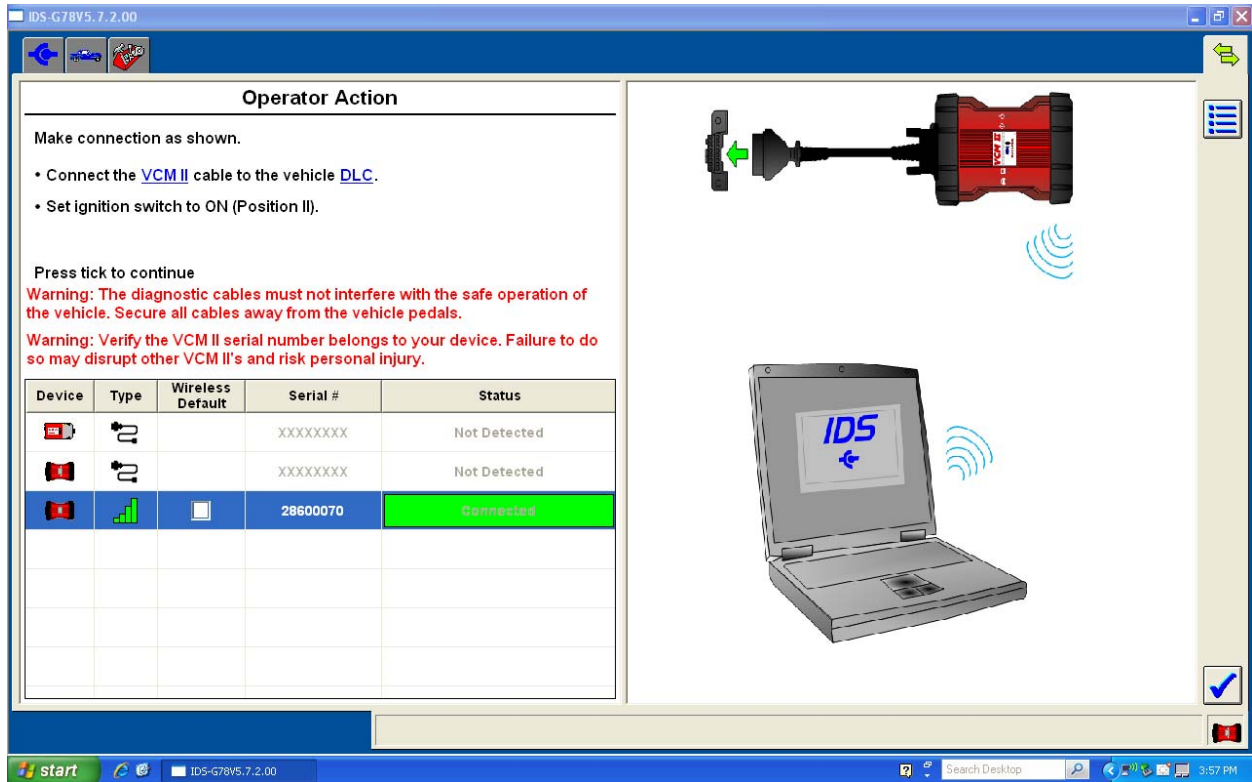 IDS-G78V5.7.2.00
Operator Action
Make connection as shown.
• Connect the VCM II cable to the vehicle DLC.
• Set ignition switch to ON (Position II).
Press tick to continue
Warning: The diagnostic cables must not interfere with the safe operation of
the vehicle. Secure all cables away from the vehicle pedals.
Warning: Verify the VCM II serial number belongs to your device. Failure to do
so may disrupt other VCM II's and risk personal injury.
Device Type Wireless Default Serial # Status
XXXXXXXX Not Detected
XXXXXXXX Not Detected
28600070 Connected
VCM II
IDS
start IDS-G78V5.7.2.00 Search Desktop 3:57 PM